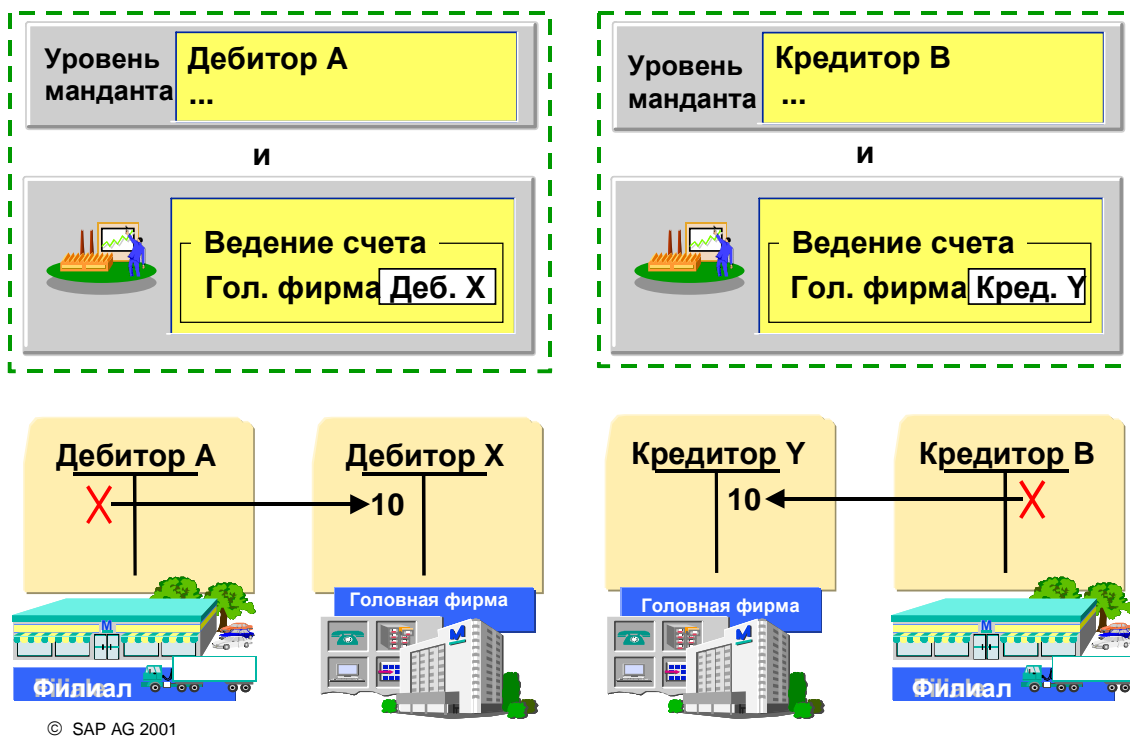 Уровень манданта
Дебитор А
...
и
Ведение счета
Гол. фирма Деб. X
Уровень манданта
Кредитор В
...
и
Ведение счета
Гол. фирма Кред. Y
Дебитор А
Дебитор X
10
Головная фирма
М
Филиал
М
Кредитор Y
Кредитор В
10
Головная фирма
М
Филиал
М
© SAP AG 2001